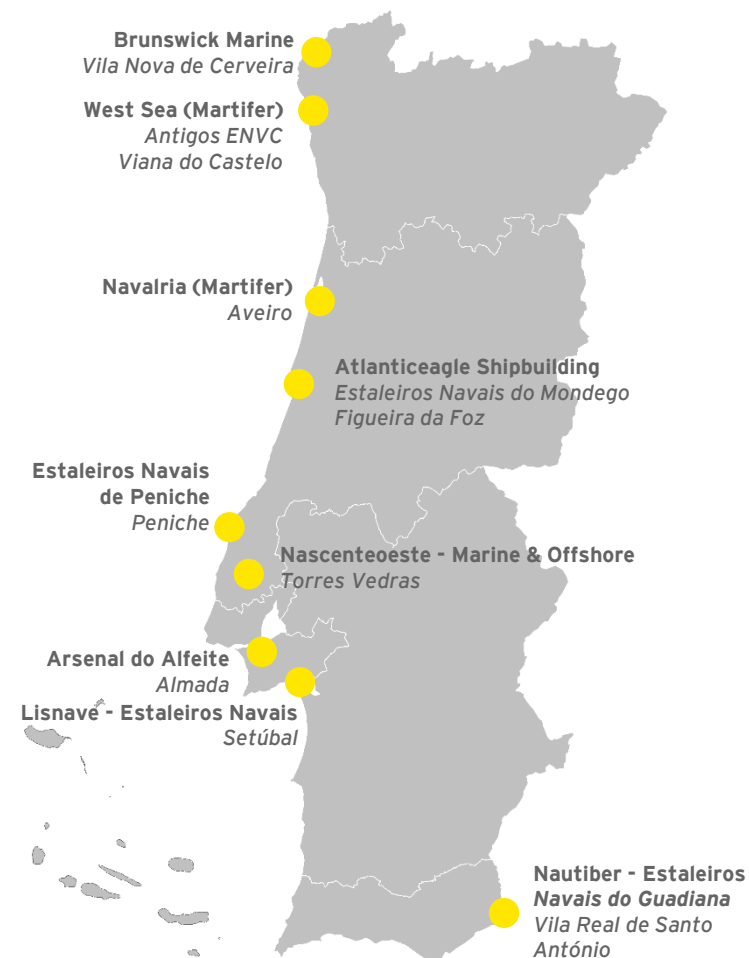 Brunswick Marine
Vila Nova de Cerveira
West Sea (Martifer)
Antigos ENVC
Viana do Castelo
Navalria (Martifer)
Aveiro
Atlanticeagle Shipbuilding
Estaleiros Navais do Mondego
Figueira da Foz
Estaleiros Navais
de Peniche
Peniche
Nascenteoeste - Marine & Offshore
Torres Vedras
Arsenal do Alfeite
Almada
Lisnave - Estaleiros Navais
Setúbal
Nautiber - Estaleiros
Navais do Guadiana
Vila Real de Santo
António